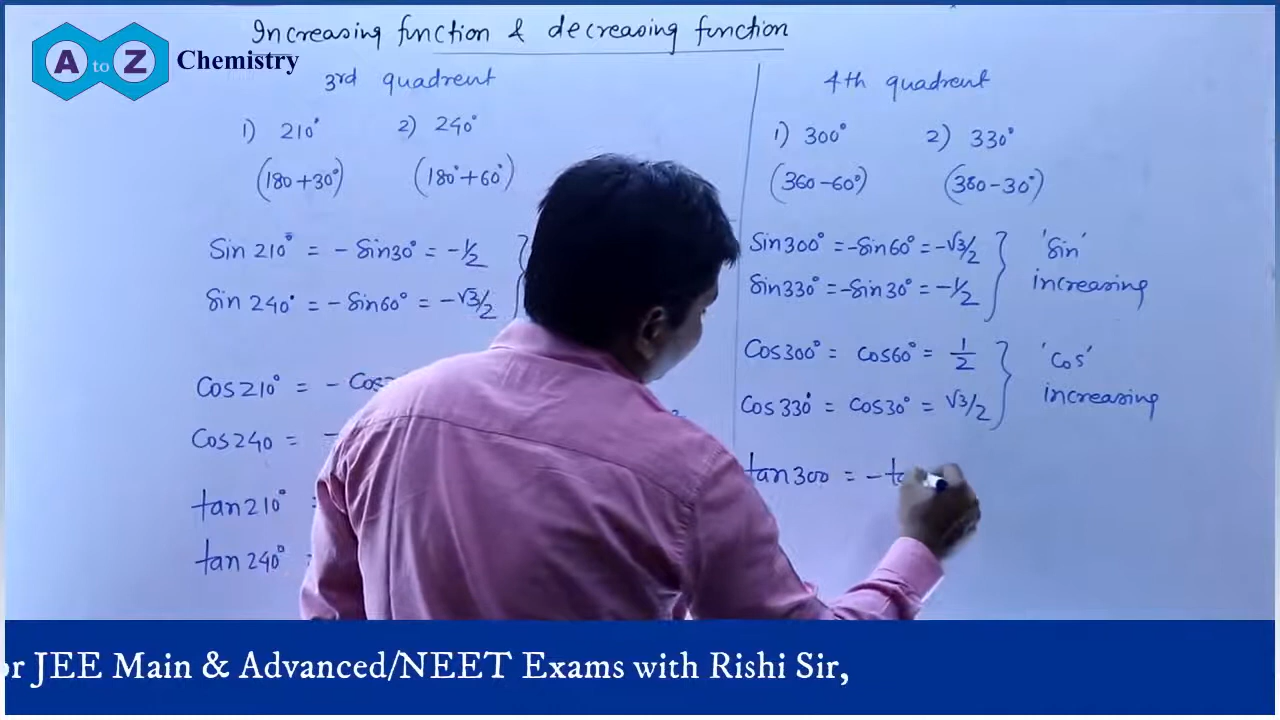 Increasing function & decreasing function
A to Z Chemistry
3rd quadrent
1) 210° 2) 240°
(180+30°) (180°+60°)
Sin 210° = - Sin30° = -1/2
Sin 240° = - Sin60° = -√3/2
Cos210° = - Cos
Cos240 = -
tan210° =
tan240° =
4th quadrent
1) 300° 2) 330°
(360-60°) (360-30°)
Sin300° = -Sin60° = -√3/2
Sin330° = -Sin30° = -1/2
'Sin'
increasing
Cos300° = Cos60° = 1/2
Cos330° = Cos30° = √3/2
'Cos'
increasing
tan300 = -ta
or JEE Main & Advanced/NEET Exams with Rishi Sir,